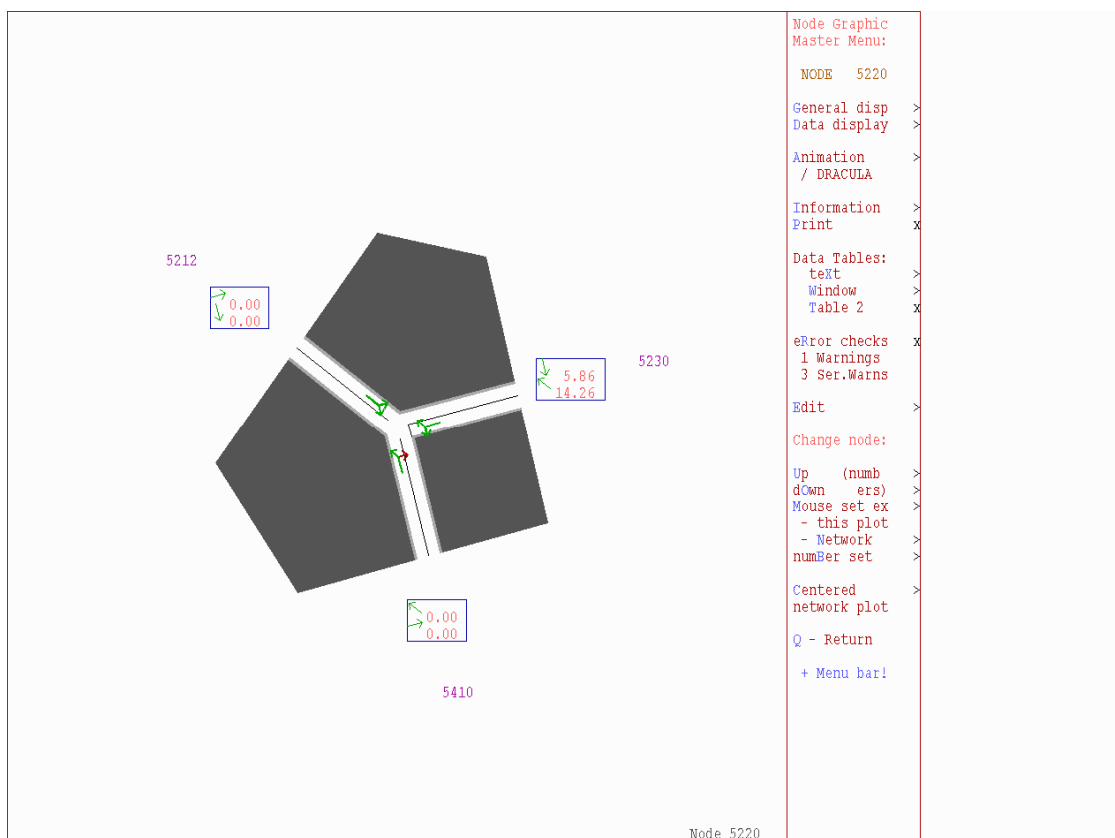 5212
0.00
0.00
5230
5.86
14.26
0.00
0.00
5410
Node 5220
Node Graphic
Master Menu:
NODE 5220
General disp >
Data display >
Animation >
/ DRACULA
Information >
Print x
Data Tables:
teXt >
Window >
Table 2 x
eRror checks x
1 Warnings
3 Ser.Warns
Edit >
Change node:
Up (numb >
dOwn ers) >
Mouse set ex >
- this plot
- Network >
numBer set >
Centered >
network plot
Q - Return
+ Menu bar!